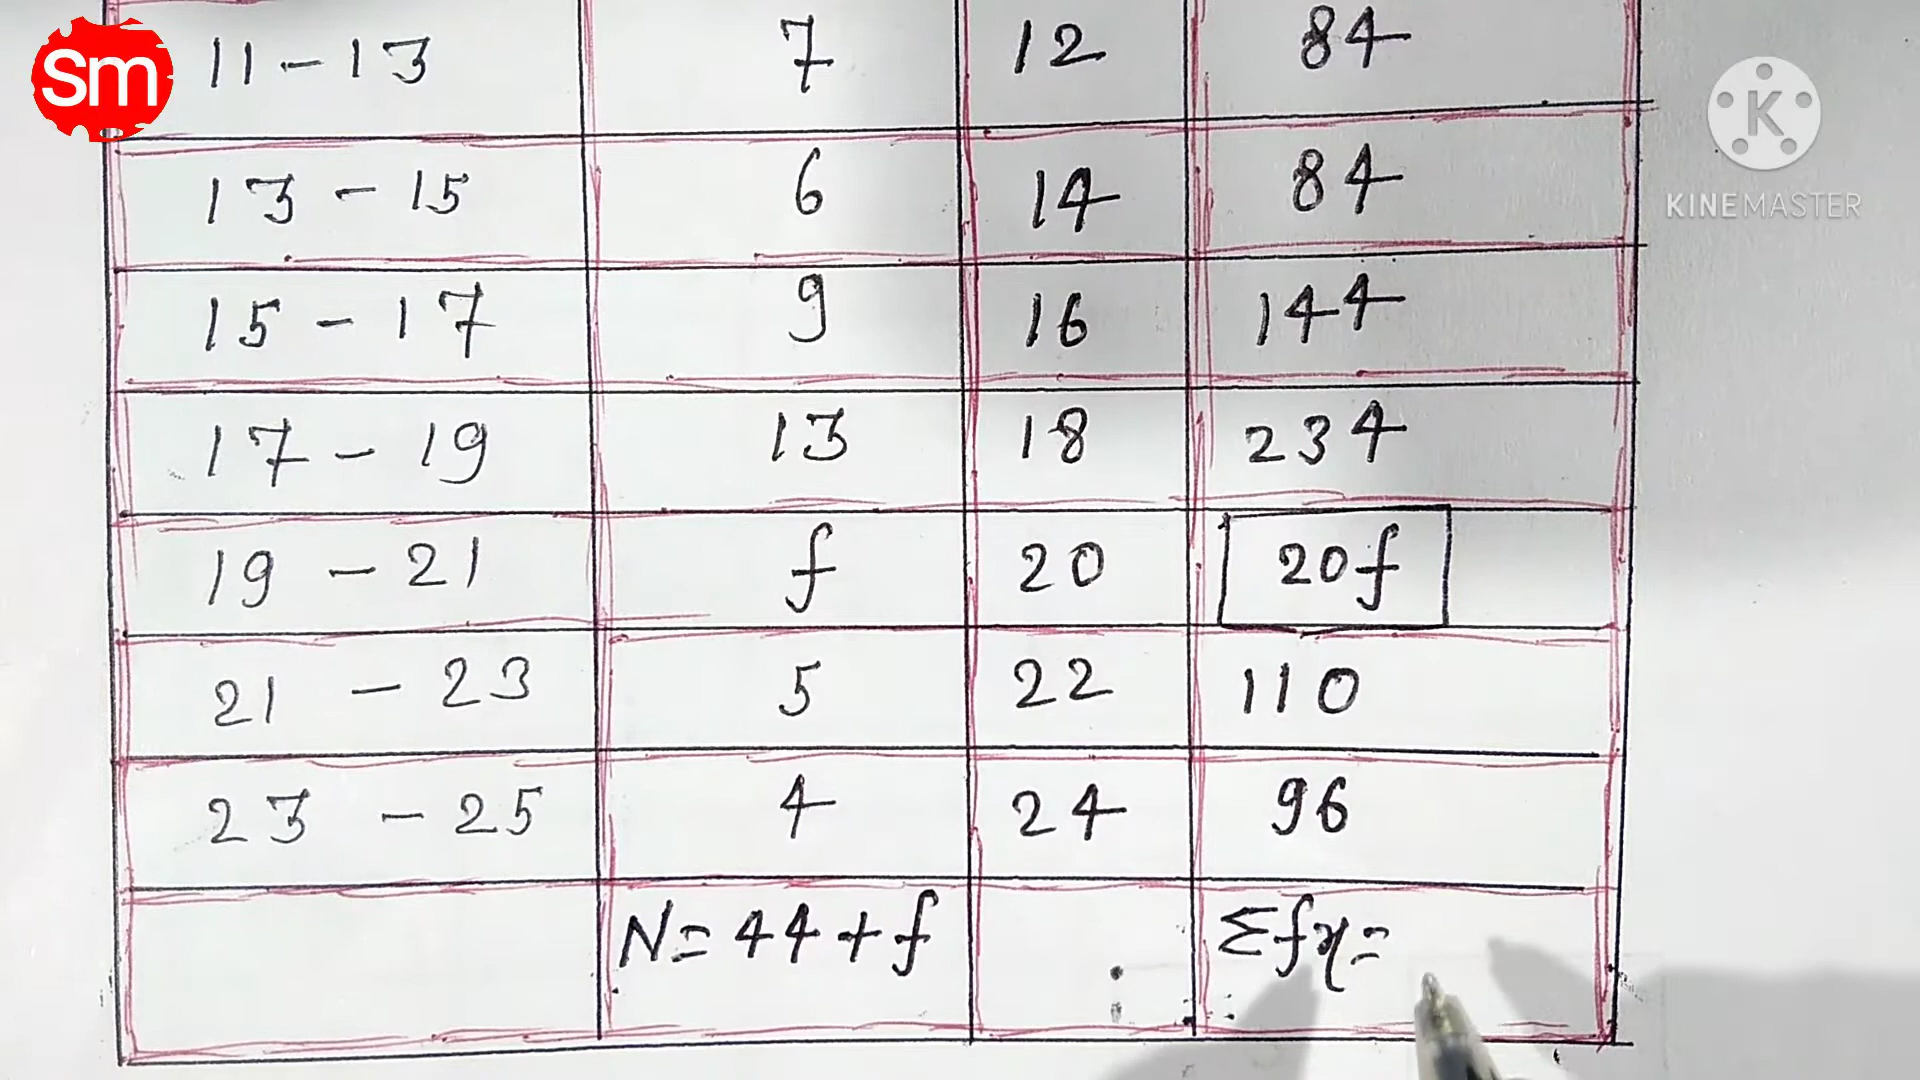 Sm
11 - 13 7 12 84
K
KINEMASTER
13 - 15 6 14 84
15 - 17 9 16 144
17 - 19 13 18 234
19 - 21 f 20 20f
21 - 23 5 22 110
23 - 25 4 24 96
N = 44 + f Σfx =